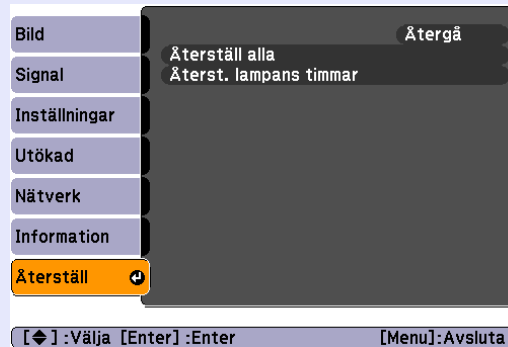 Bild
Signal
Inställningar
Utökad
Nätverk
Information
Återställ
Återgå
Återställ alla
Återst. lampans timmar
[◆] :Välja [Enter] :Enter [Menu]:Avsluta